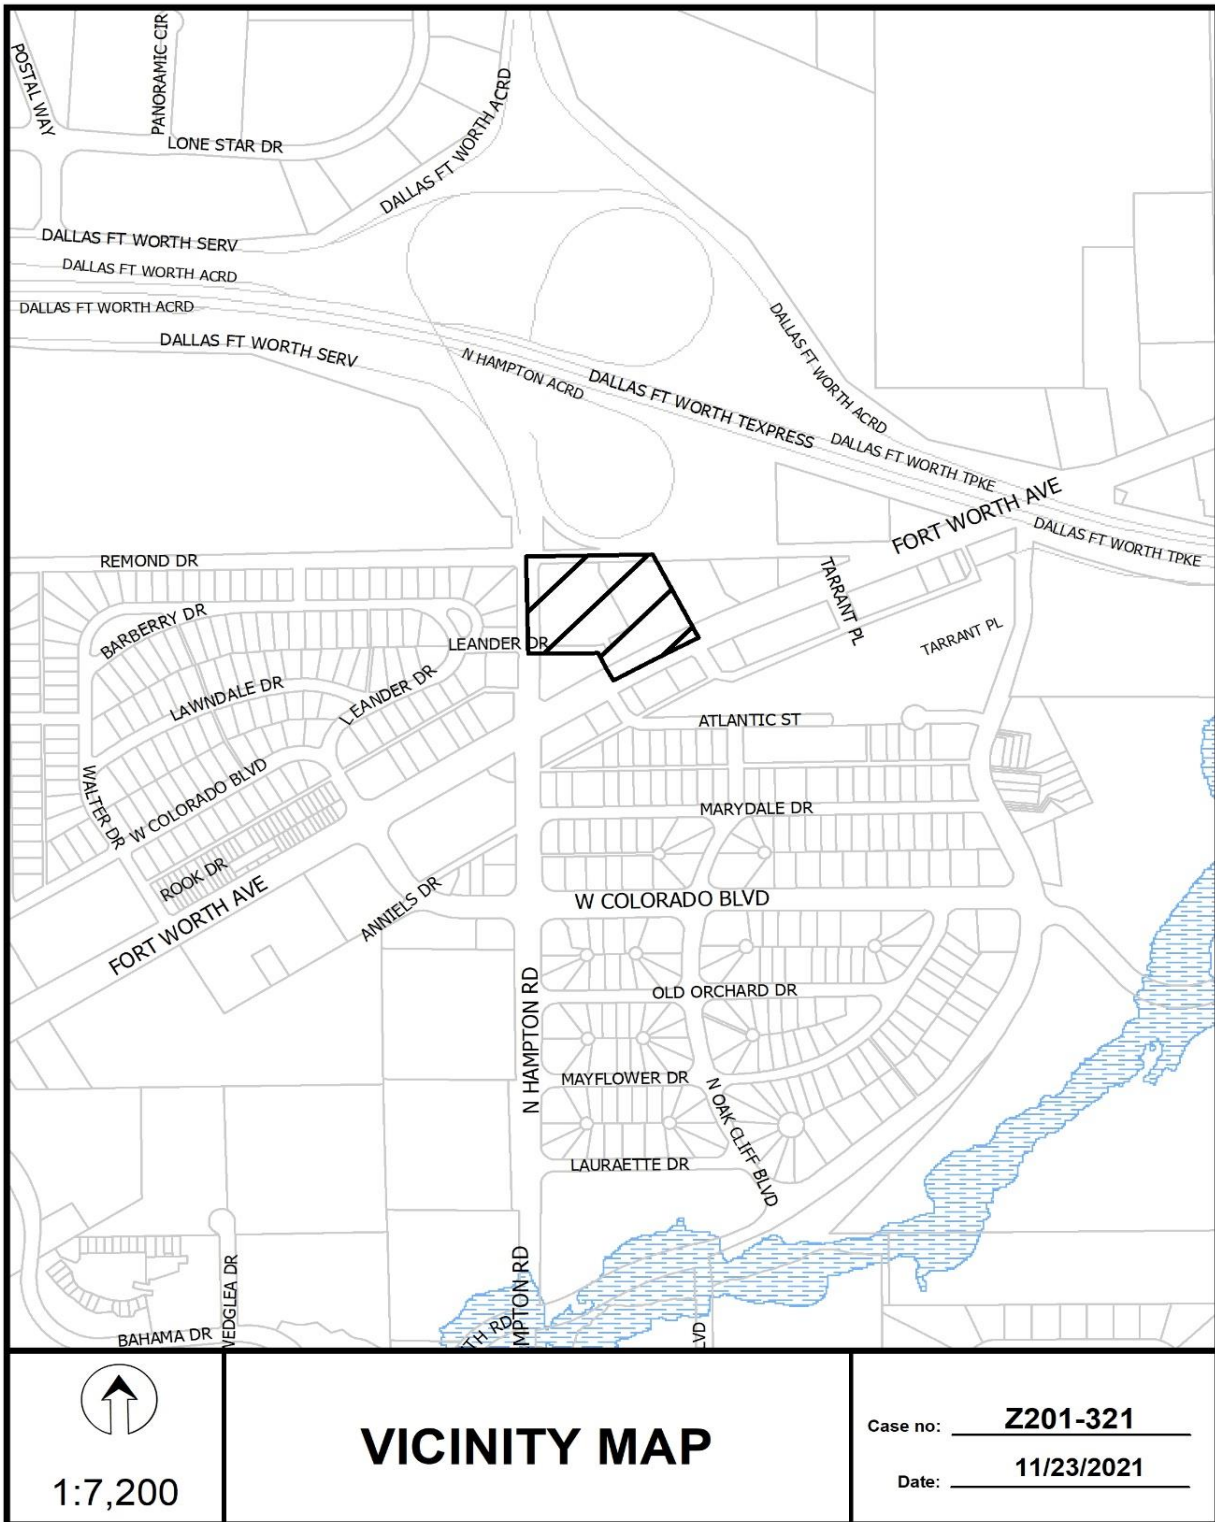 POSTAL WAY
PANORAMIC CIR
LONE STAR DR
DALLAS FT WORTH ACRD
DALLAS FT WORTH SERV
DALLAS FT WORTH ACRD
DALLAS FT WORTH ACRD
DALLAS FT WORTH SERV
N HAMPTON ACRD
DALLAS FT WORTH ACRD
DALLAS FT WORTH TEXPRESS
DALLAS FT WORTH TPKE
FORT WORTH AVE
DALLAS FT WORTH TPKE
REMOND DR
TARRANT PL
BARBERRY DR
LEANDER DR
TARRANT PL
LAWNDALE DR
LEANDER DR
ATLANTIC ST
WALTER DR
W COLORADO BLVD
MARYDALE DR
ROOK DR
W COLORADO BLVD
FORT WORTH AVE
ANNIELS DR
N HAMPTON RD
OLD ORCHARD DR
MAYFLOWER DR
N OAK CLIFF BLVD
LAURAETTE DR
WEDGLEA DR
BAHAMA DR
TH RD
MPTON RD
LVD
1:7,200
VICINITY MAP
Case no: Z201-321
Date: 11/23/2021